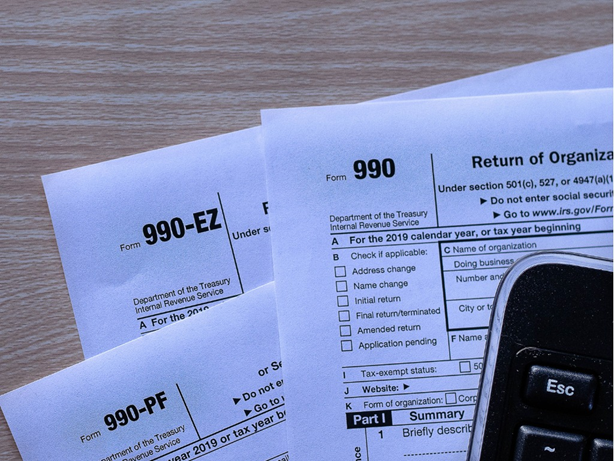 Form 990
Return of Organiza
Under section 501(c), 527, or 4947(a)(1
▶ Do not enter social securi
▶ Go to www.irs.gov/Forr
Department of the Treasury
Internal Revenue Service
A For the 2019 calendar year, or tax year beginning
B Check if applicable:
Address change
Name change
Initial return
Final return/terminated
Amended return
Application pending
C Name of organization
Doing business
Number an
City or to
F Name a
I Tax-exempt status: 50
J Website: ▶
K Form of organization: Corp
Part I Summary
1 Briefly describ
Form 990-EZ
Under se
Department of the Treasury
Internal Revenue Service
A For the 2019
Form 990-PF
or Se
▶ Do not e
▶ Go to
Department of the Treasury
Internal Revenue Service
year 2019 or tax year b
Esc
~